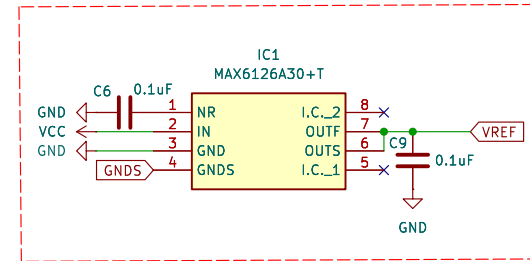 IC1
MAX6126A30+T
C6 0.1uF
GND 1 NR I.C._2 8
VCC 2 IN OUTF 7 VREF
GND 3 GND OUTS 6 C9
GNDS 4 GNDS I.C._1 5 0.1uF
GND